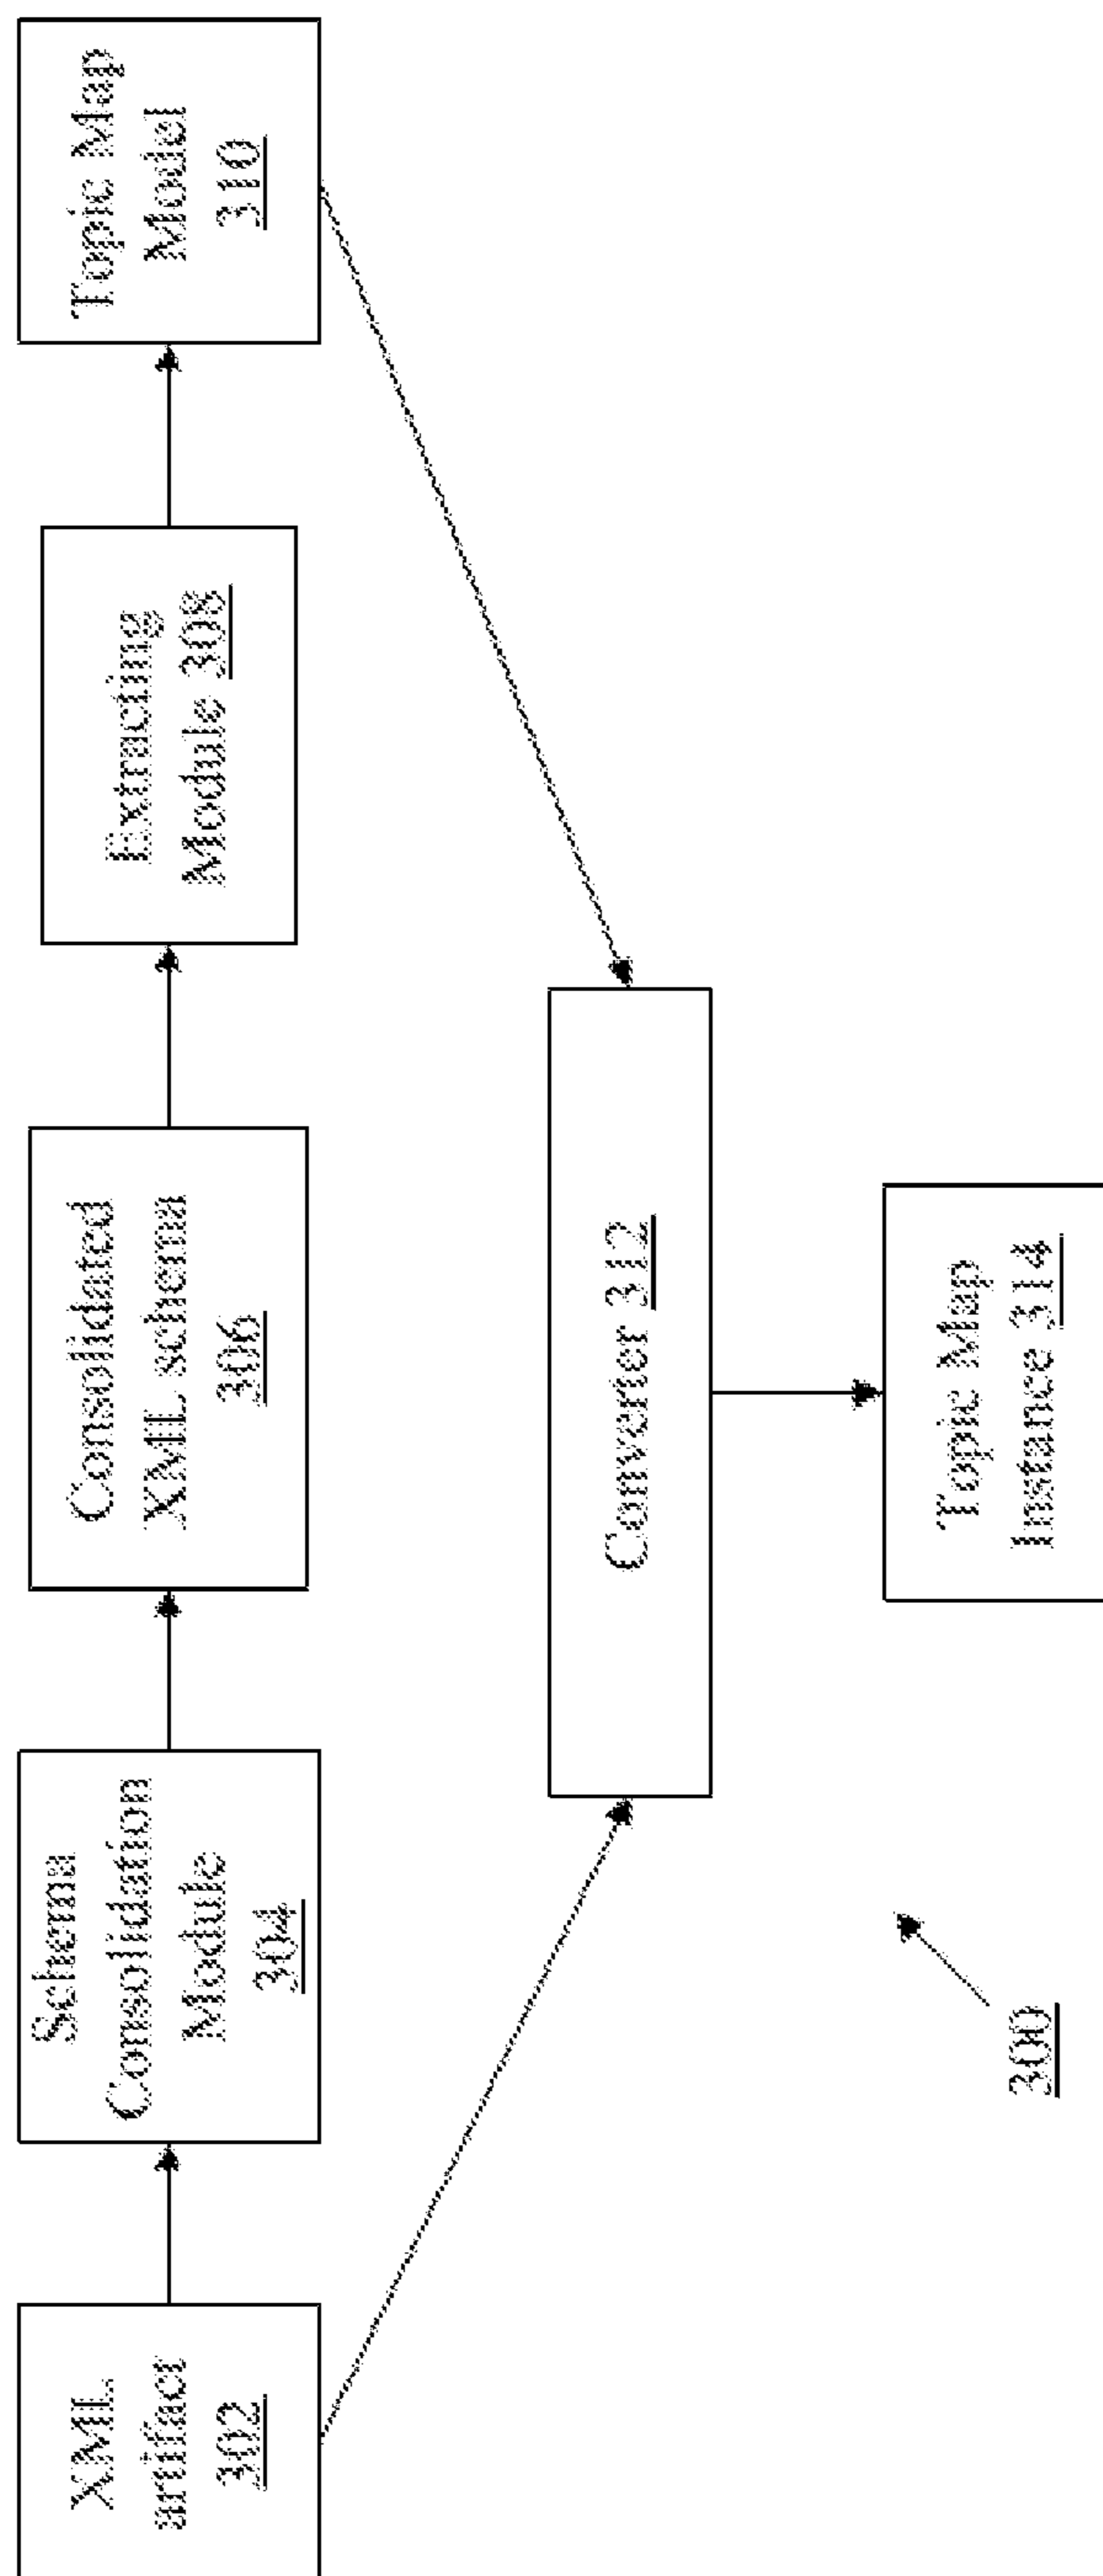 XML
artifact
302
Schema
Consolidation
Module
304
Consolidated
XML schema
306
Extracting
Module 308
Topic Map
Model
310
Converter 312
Topic Map
Instance 314
300